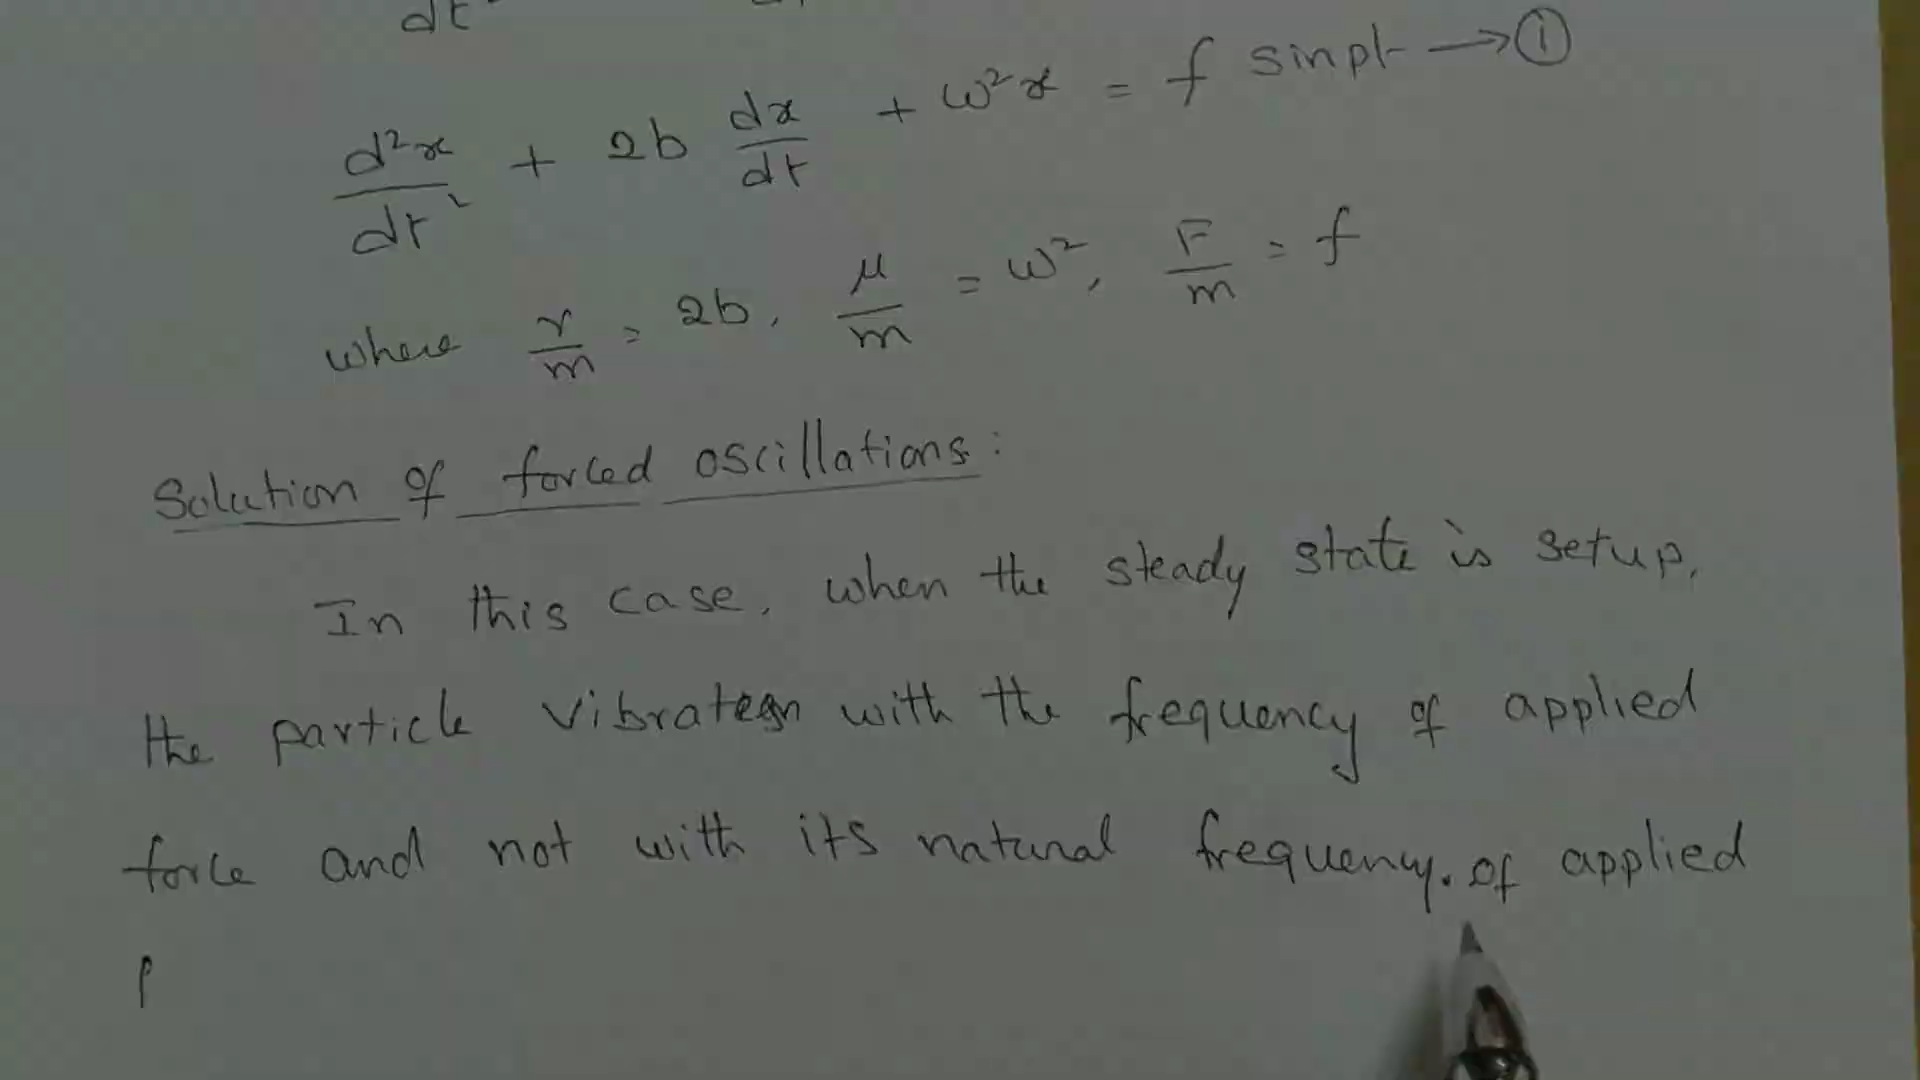 dt
d²x/dt² + 2b dx/dt + ω²x = f sinpt → ①
where r/m = 2b, μ/m = ω², F/m = f
Solution of forced oscillations:
In this case, when the steady state is setup,
the particle vibrates with the frequency of applied
force and not with its natural frequency. of applied